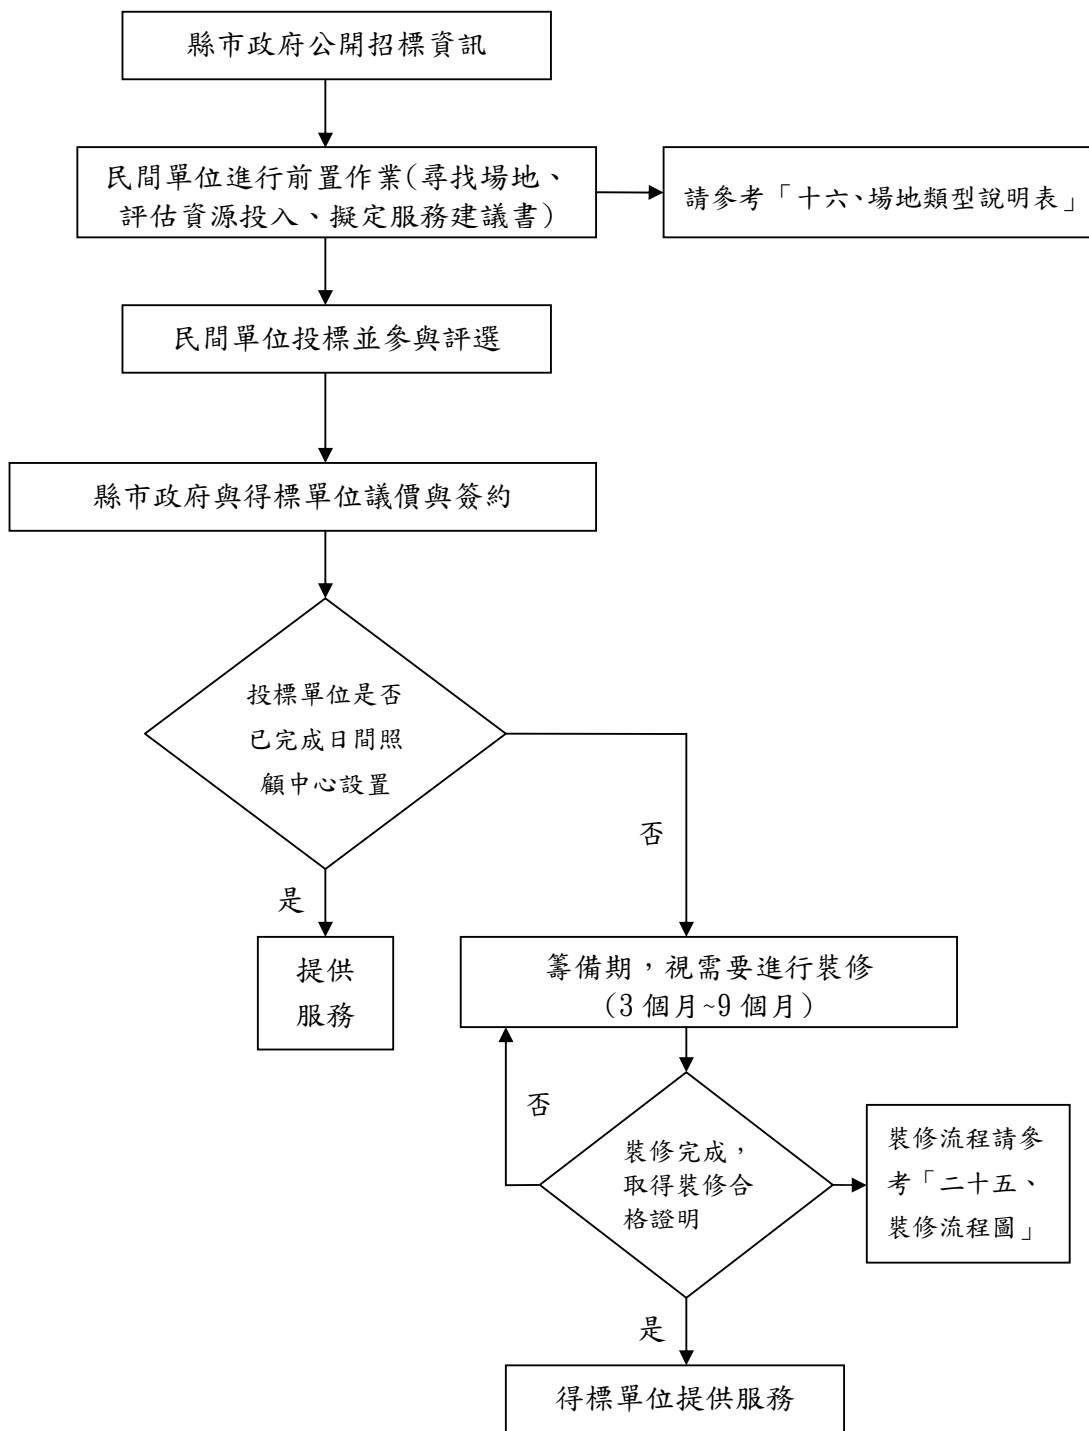 縣市政府公開招標資訊
民間單位進行前置作業(尋找場地、
評估資源投入、擬定服務建議書)
請參考「十六、場地類型說明表」
民間單位投標並參與評選
縣市政府與得標單位議價與簽約
投標單位是否
已完成日間照
顧中心設置
否
是
提供
服務
籌備期，視需要進行裝修
(3 個月~9 個月)
否
裝修完成，
取得裝修合
格證明
裝修流程請參
考「二十五、
裝修流程圖」
是
得標單位提供服務